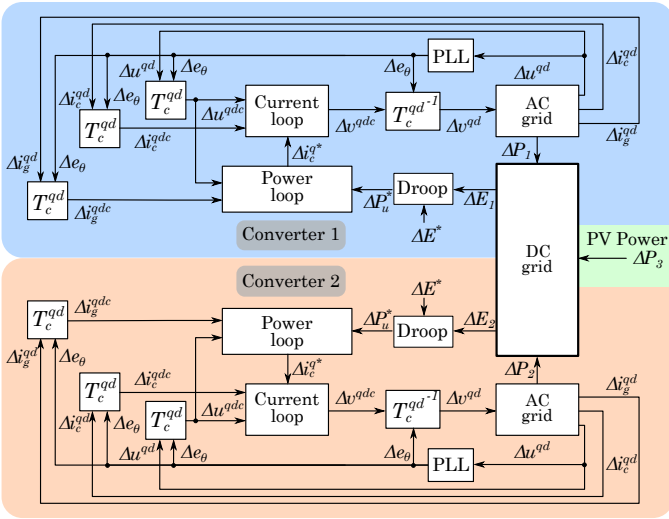 Δi_c^{qd}
PLL
Δu^{qd}
Δe_θ
Δe_θ
Δu^{qd}
Δi_c^{qd}
Δe_θ
T_c^{qd}
Δu^{qdc}
Current
loop
Δv^{qdc}
T_c^{qd^{-1}}
Δv^{qd}
AC
grid
T_c^{qd}
Δi_c^{qdc}
Δi_g^{qd}
Δi_g^{qd}
Δe_θ
Δi_c^{q*}
ΔP_1
T_c^{qd}
Δi_g^{qdc}
Power
loop
ΔP_u^*
Droop
ΔE_1
ΔE^*
Converter 1
DC
grid
PV Power
ΔP_3
Converter 2
ΔE^*
T_c^{qd}
Δi_g^{qdc}
Power
loop
ΔP_u^*
Droop
ΔE_2
Δi_g^{qd}
Δe_θ
Δi_c^{q*}
ΔP_2
Δi_g^{qd}
T_c^{qd}
Δi_c^{qdc}
Δi_c^{qd}
Δe_θ
T_c^{qd}
Δu^{qdc}
Current
loop
Δv^{qdc}
T_c^{qd^{-1}}
Δv^{qd}
AC
grid
Δu^{qd}
Δe_θ
Δe_θ
PLL
Δu^{qd}
Δi_c^{qd}